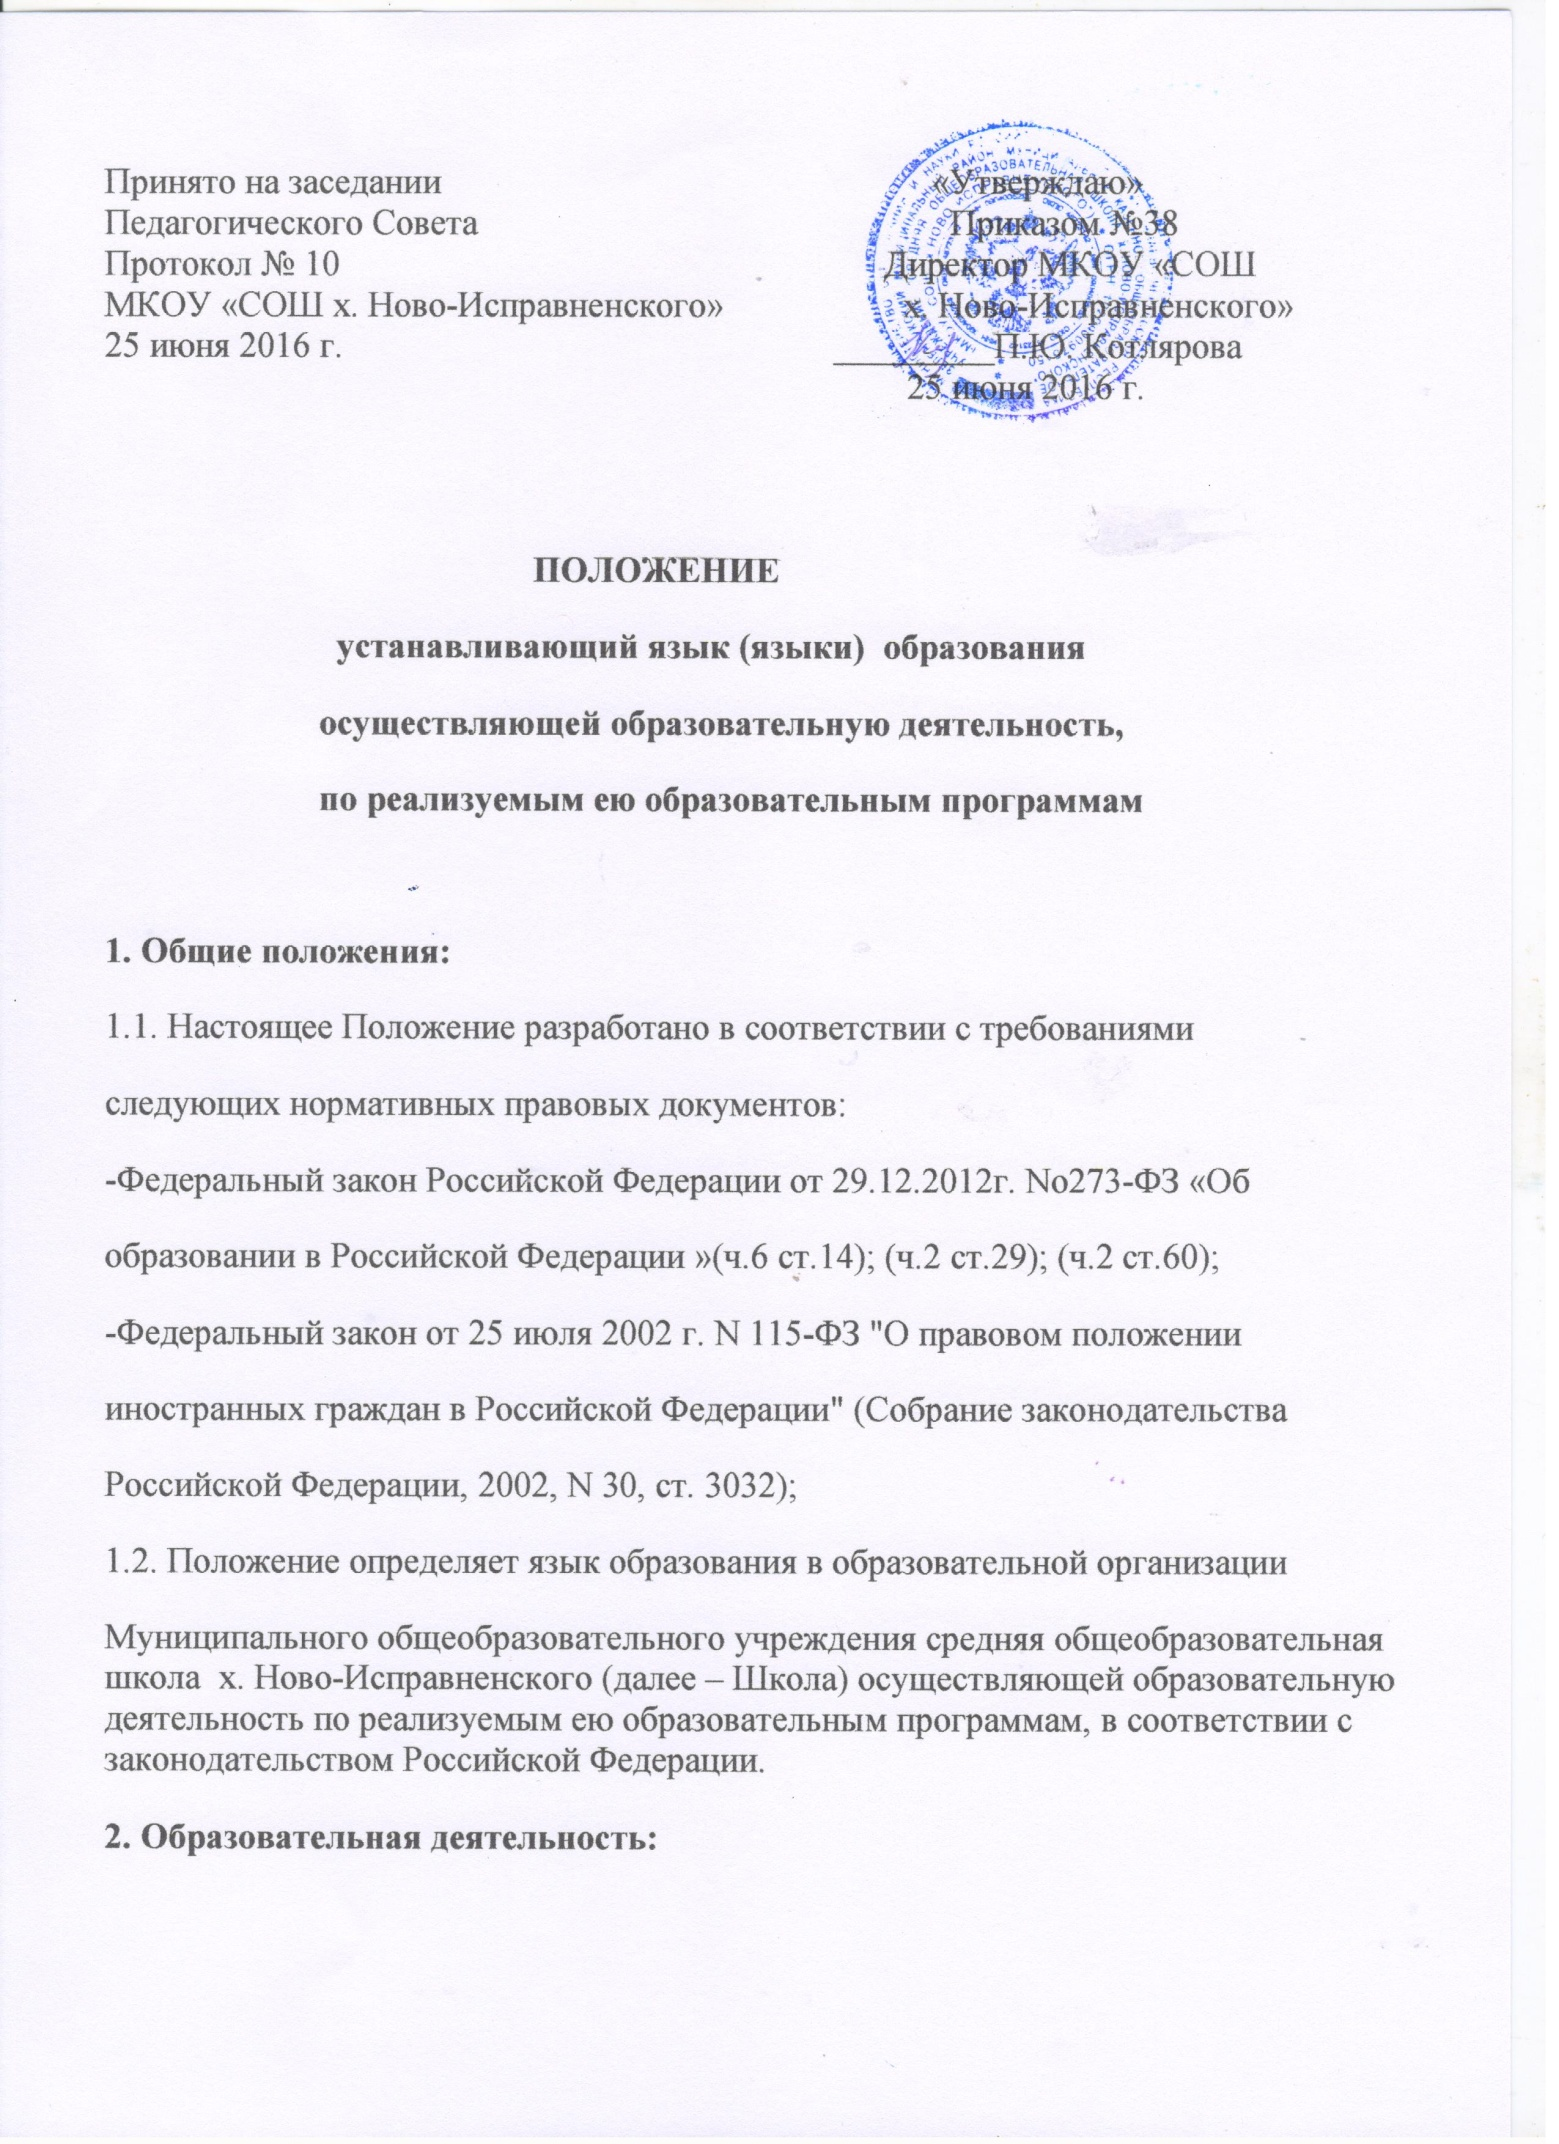 Принято на заседании
Педагогического Совета
Протокол № 10
МКОУ «СОШ х. Ново-Исправненского»
25 июня 2016 г.
«Утверждаю»
Приказом №38
Директор МКОУ «СОШ
х. Ново-Исправненского»
_________П.Ю. Котлярова
25 июня 2016 г.
ПОЛОЖЕНИЕ
устанавливающий язык (языки)  образования
осуществляющей образовательную деятельность,
по реализуемым ею образовательным программам
1. Общие положения:
1.1. Настоящее Положение разработано в соответствии с требованиями
следующих нормативных правовых документов:
-Федеральный закон Российской Федерации от 29.12.2012г. No273-ФЗ «Об
образовании в Российской Федерации »(ч.6 ст.14); (ч.2 ст.29); (ч.2 ст.60);
-Федеральный закон от 25 июля 2002 г. N 115-ФЗ "О правовом положении
иностранных граждан в Российской Федерации" (Собрание законодательства
Российской Федерации, 2002, N 30, ст. 3032);
1.2. Положение определяет язык образования в образовательной организации
Муниципального общеобразовательного учреждения средняя общеобразовательная
школа  х. Ново-Исправненского (далее – Школа) осуществляющей образовательную
деятельность по реализуемым ею образовательным программам, в соответствии с
законодательством Российской Федерации.
2. Образовательная деятельность: